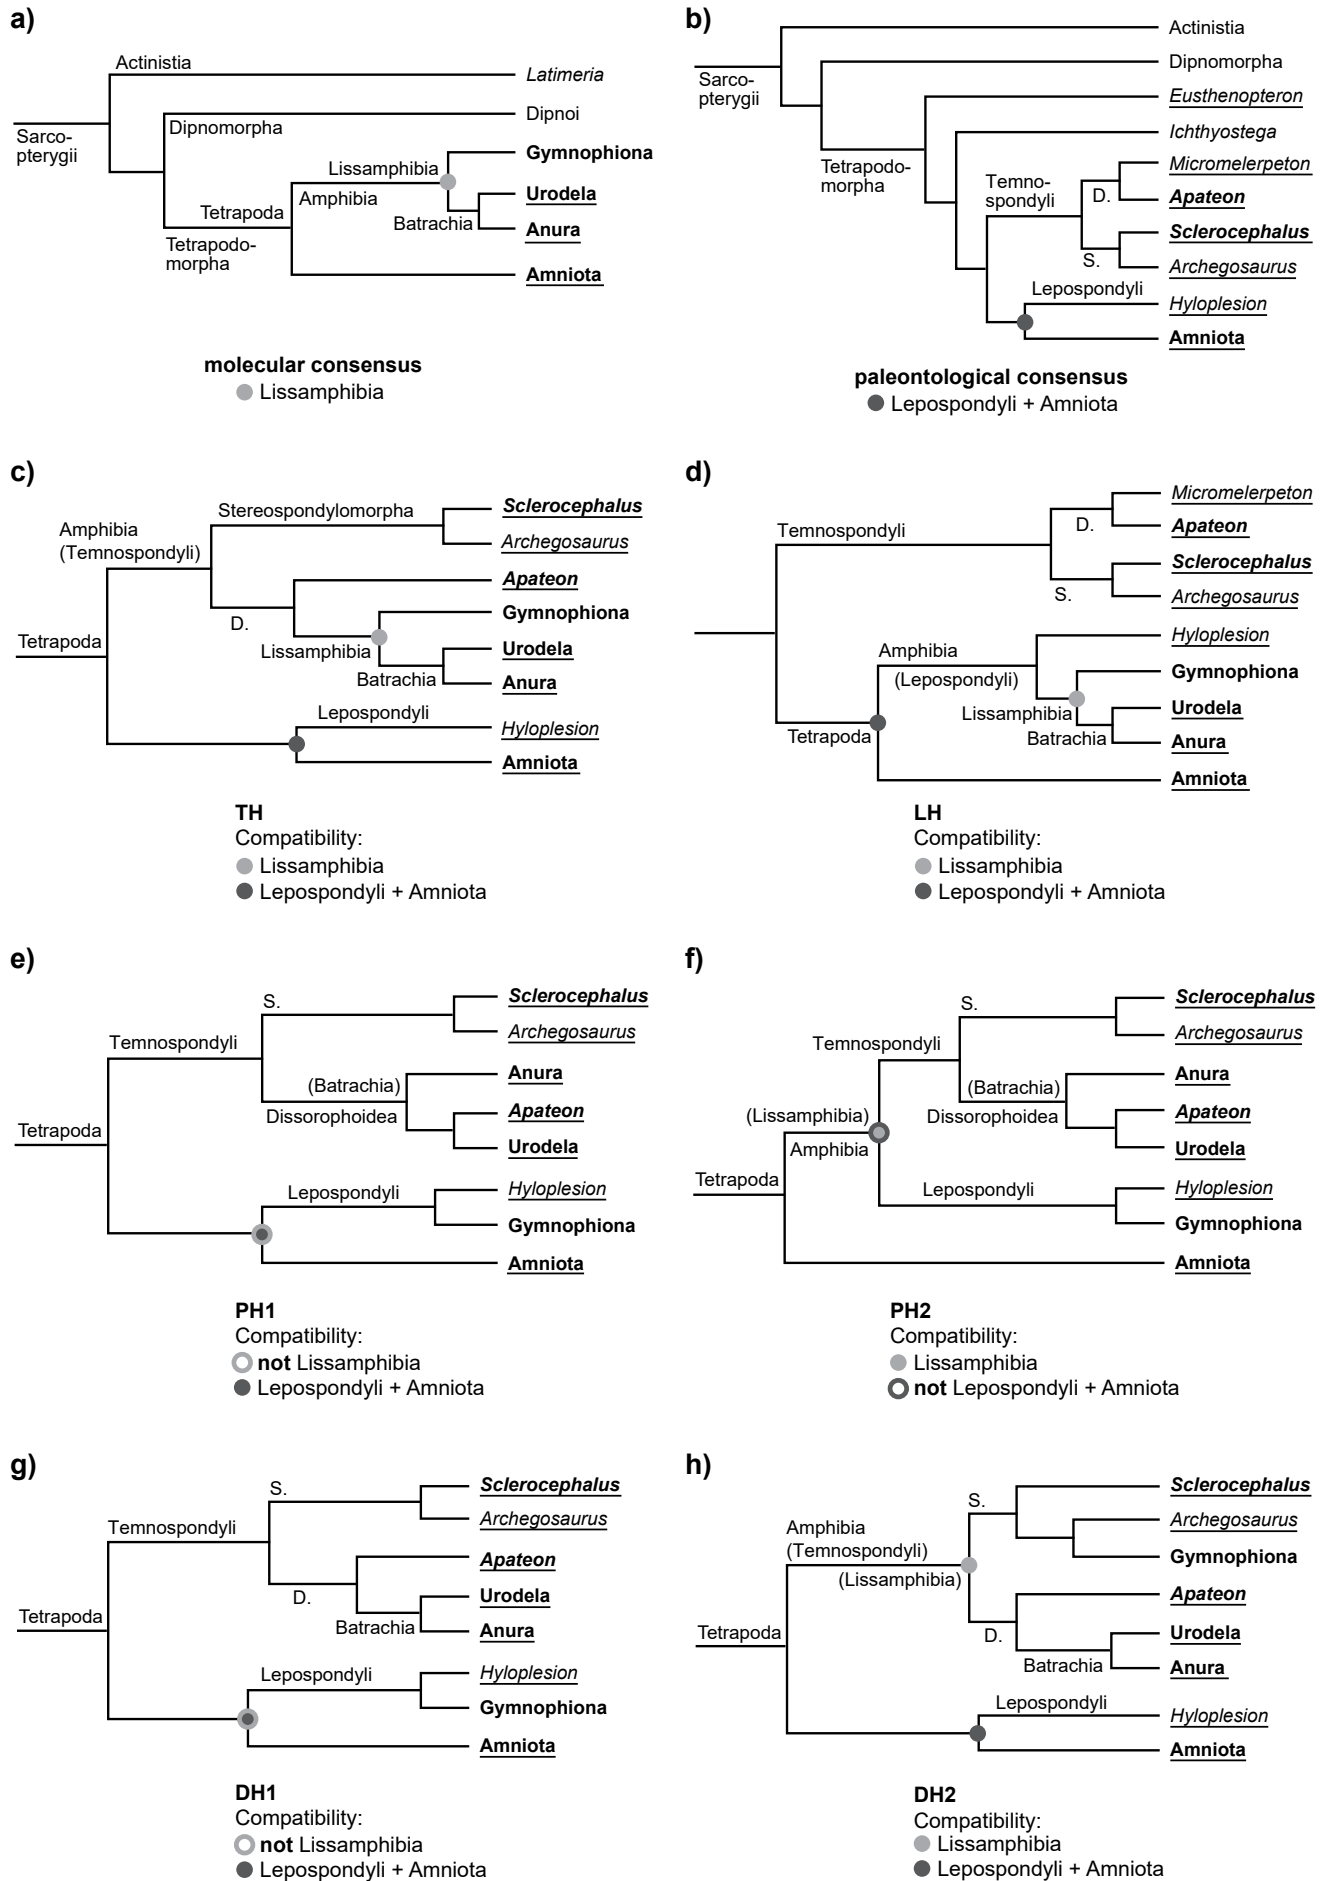 a)
Actinistia
Latimeria
Sarco-
pterygii
Dipnoi
Dipnomorpha
Gymnophiona
Lissamphibia
Amphibia
Urodela
Tetrapoda
Batrachia
Anura
Tetrapodo-
morpha
Amniota
molecular consensus
Lissamphibia
b)
Actinistia
Sarco-
pterygii
Dipnomorpha
Eusthenopteron
Ichthyostega
Tetrapodo-
morpha
Temno-
spondyli
Micromelerpeton
D.
Apateon
Sclerocephalus
S.
Archegosaurus
Lepospondyli
Hyloplesion
Amniota
paleontological consensus
Lepospondyli + Amniota
c)
Stereospondylomorpha
Sclerocephalus
Amphibia
(Temnospondyli)
Archegosaurus
Apateon
D.
Gymnophiona
Tetrapoda
Lissamphibia
Urodela
Batrachia
Anura
Lepospondyli
Hyloplesion
Amniota
TH
Compatibility:
Lissamphibia
Lepospondyli + Amniota
d)
Micromelerpeton
Temnospondyli
D.
Apateon
Sclerocephalus
S.
Archegosaurus
Hyloplesion
Amphibia
(Lepospondyli)
Gymnophiona
Lissamphibia
Urodela
Tetrapoda
Batrachia
Anura
Amniota
LH
Compatibility:
Lissamphibia
Lepospondyli + Amniota
e)
S.
Sclerocephalus
Archegosaurus
Temnospondyli
(Batrachia)
Anura
Dissorophoidea
Apateon
Tetrapoda
Urodela
Lepospondyli
Hyloplesion
Gymnophiona
Amniota
PH1
Compatibility:
not Lissamphibia
Lepospondyli + Amniota
f)
S.
Sclerocephalus
Archegosaurus
Temnospondyli
(Batrachia)
Anura
Dissorophoidea
(Lissamphibia)
Apateon
Amphibia
Urodela
Tetrapoda
Lepospondyli
Hyloplesion
Gymnophiona
Amniota
PH2
Compatibility:
Lissamphibia
not Lepospondyli + Amniota
g)
S.
Sclerocephalus
Archegosaurus
Temnospondyli
Apateon
D.
Urodela
Tetrapoda
Batrachia
Anura
Lepospondyli
Hyloplesion
Gymnophiona
Amniota
DH1
Compatibility:
not Lissamphibia
Lepospondyli + Amniota
h)
S.
Sclerocephalus
Archegosaurus
Amphibia
(Temnospondyli)
(Lissamphibia)
Gymnophiona
Apateon
D.
Urodela
Tetrapoda
Batrachia
Anura
Lepospondyli
Hyloplesion
Amniota
DH2
Compatibility:
Lissamphibia
Lepospondyli + Amniota